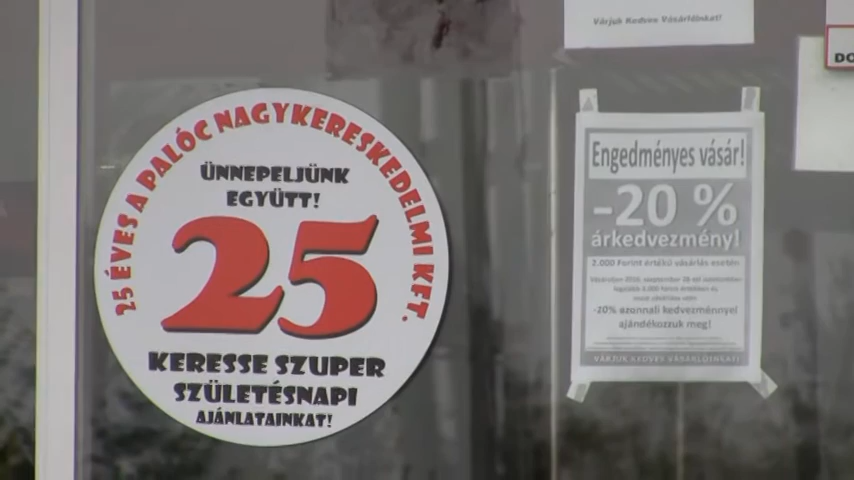 25 ÉVES A PALÓC NAGYKERESKEDELMI KFT.
ÜNNEPELJÜNK
EGYÜTT!
25
KERESSE SZUPER
SZÜLETÉSNAPI
AJÁNLATAINKAT!
Várjuk Kedves Vásárlóinkat!
DO
Engedményes vásár!
-20 %
árkedvezmény!
2.000 Forint értékű vásárlás esetén
-20% azonnali kedvezménnyel
ajándékozzuk meg!
VÁRJUK KEDVES VÁSÁRLÓINKAT!